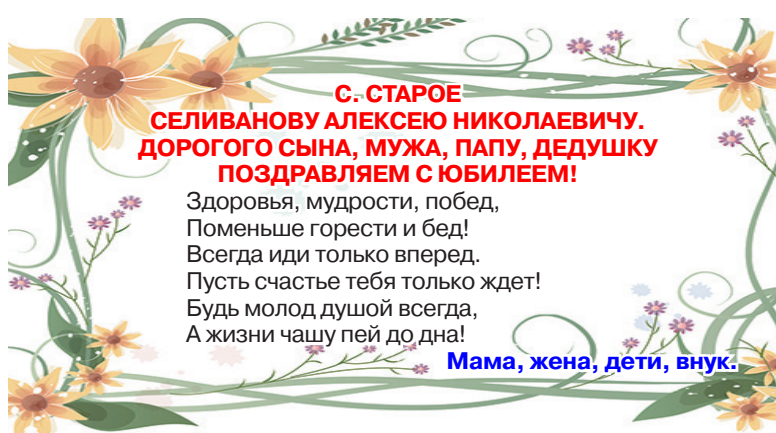 С. СТАРОЕ
СЕЛИВАНОВУ АЛЕКСЕЮ НИКОЛАЕВИЧУ.
ДОРОГОГО СЫНА, МУЖА, ПАПУ, ДЕДУШКУ
ПОЗДРАВЛЯЕМ С ЮБИЛЕЕМ!
Здоровья, мудрости, побед,
Поменьше горести и бед!
Всегда иди только вперед.
Пусть счастье тебя только ждет!
Будь молод душой всегда,
А жизни чашу пей до дна!
Мама, жена, дети, внук.